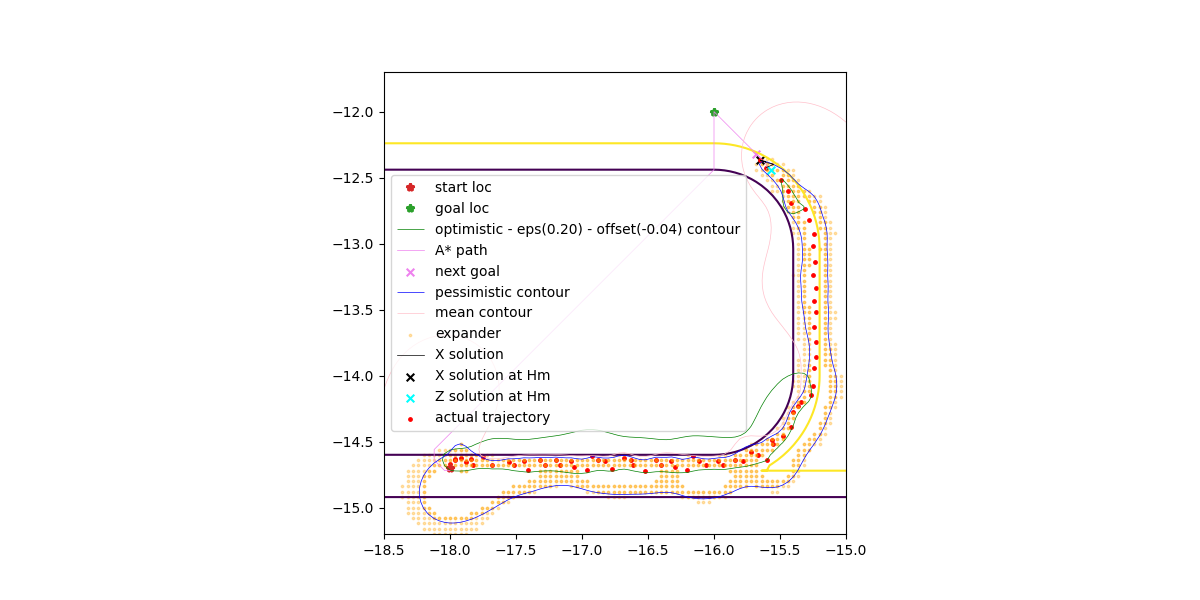 −12.0
−12.5
−13.0
−13.5
−14.0
−14.5
−15.0
start loc
goal loc
optimistic - eps(0.20) - offset(-0.04) contour
A* path
next goal
pessimistic contour
mean contour
expander
X solution
X solution at Hm
Z solution at Hm
actual trajectory
−18.5 −18.0 −17.5 −17.0 −16.5 −16.0 −15.5 −15.0